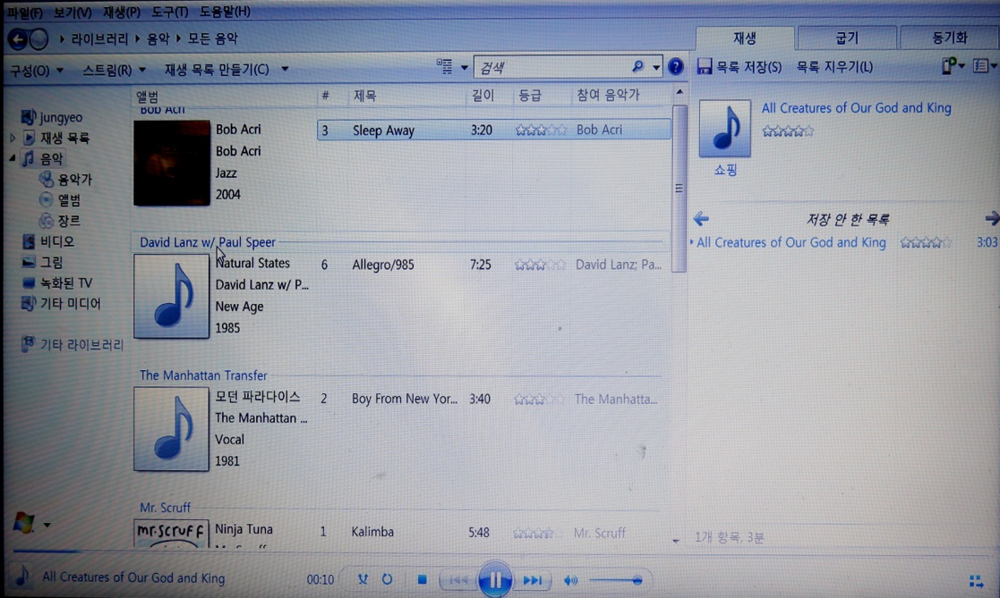 파일(F) 보기(V) 재생(P) 도구(T) 도움말(H)
라이브러리 음악 모든 음악
재생 굽기 동기화
구성(O) 스트림(R) 재생 목록 만들기(C) 검색 ?
목록 저장(S) 목록 지우기(L)
앨범 # 제목 길이 등급 참여 음악가
jungyeo
재생 목록
음악
음악가
앨범
장르
비디오
그림
녹화된 TV
기타 미디어
기타 라이브러리
Bob Acri
Bob Acri 3 Sleep Away 3:20 Bob Acri
Bob Acri
Jazz
2004
David Lanz w/ Paul Speer
Natural States 6 Allegro/985 7:25 David Lanz; Pa...
David Lanz w/ P...
New Age
1985
The Manhattan Transfer
모던 파라다이스 2 Boy From New Yor... 3:40 The Manhatta...
The Manhattan ...
Vocal
1981
Mr. Scruff
mr.scruff
Ninja Tuna 1 Kalimba 5:48 Mr. Scruff
Mr. Scruff
All Creatures of Our God and King
쇼핑
저장 안 한 목록
All Creatures of Our God and King 3:03
1개 항목, 3분
All Creatures of Our God and King 00:10